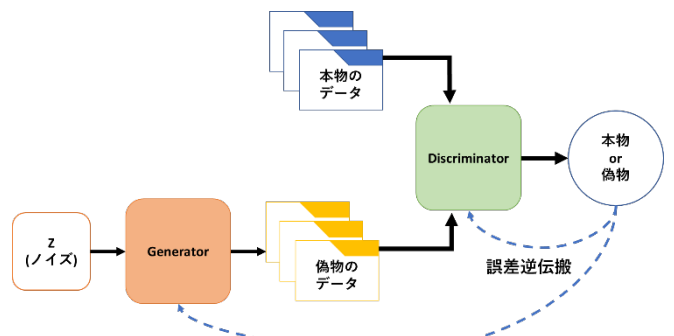 本物の
データ
Discriminator
本物
or
偽物
Z
(ノイズ)
Generator
偽物の
データ
誤差逆伝搬